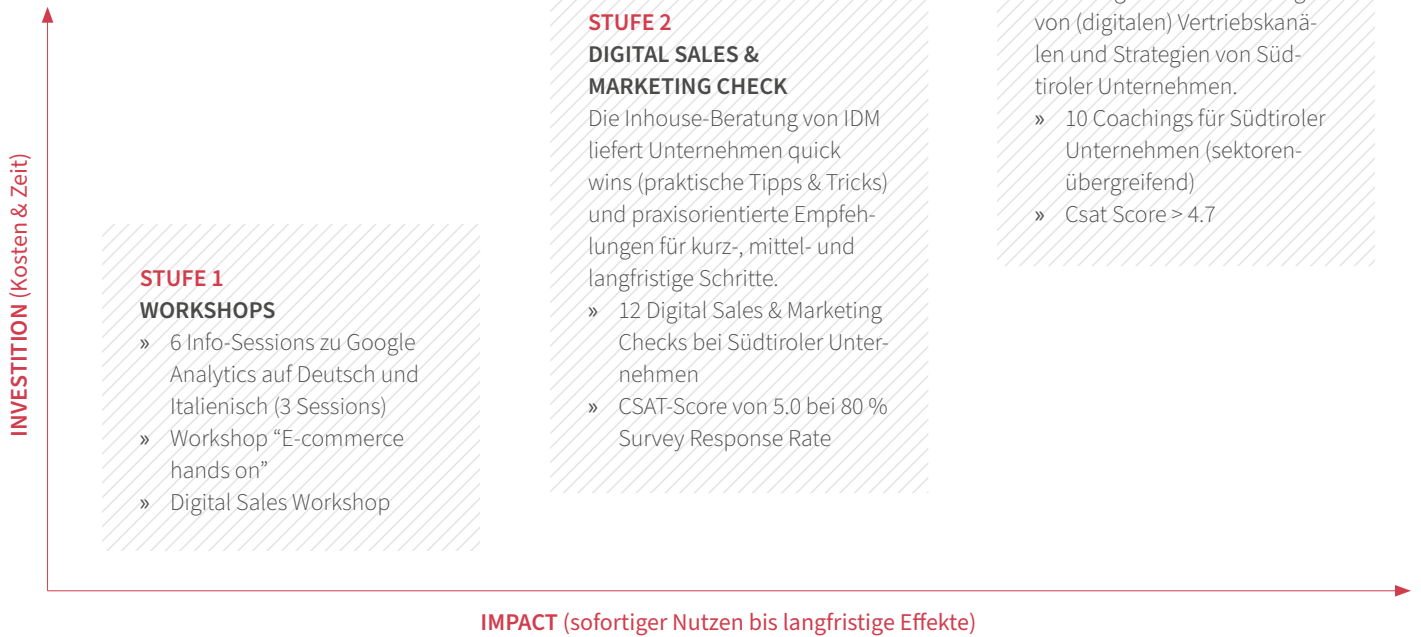 INVESTITION (Kosten & Zeit)
STUFE 1
WORKSHOPS
» 6 Info-Sessions zu Google
Analytics auf Deutsch und
Italienisch (3 Sessions)
» Workshop “E-commerce
hands on”
» Digital Sales Workshop
STUFE 2
DIGITAL SALES &
MARKETING CHECK
Die Inhouse-Beratung von IDM
liefert Unternehmen quick
wins (praktische Tipps & Tricks)
und praxisorientierte Empfeh-
lungen für kurz-, mittel- und
langfristige Schritte.
» 12 Digital Sales & Marketing
Checks bei Südtiroler Unter-
nehmen
» CSAT-Score von 5.0 bei 80 %
Survey Response Rate
von (digitalen) Vertriebskanä-
len und Strategien von Süd-
tiroler Unternehmen.
» 10 Coachings für Südtiroler
Unternehmen (sektoren-
übergreifend)
» Csat Score > 4.7
IMPACT (sofortiger Nutzen bis langfristige Effekte)